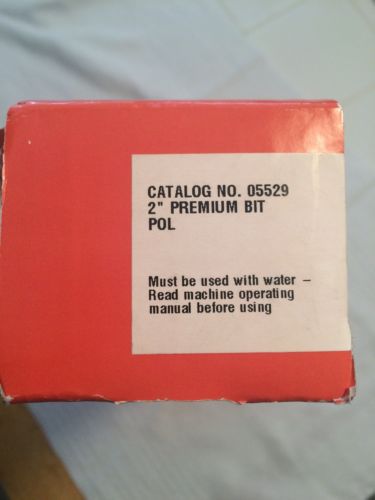 CATALOG NO. 05529
2" PREMIUM BIT
POL
Must be used with water –
Read machine operating
manual before using